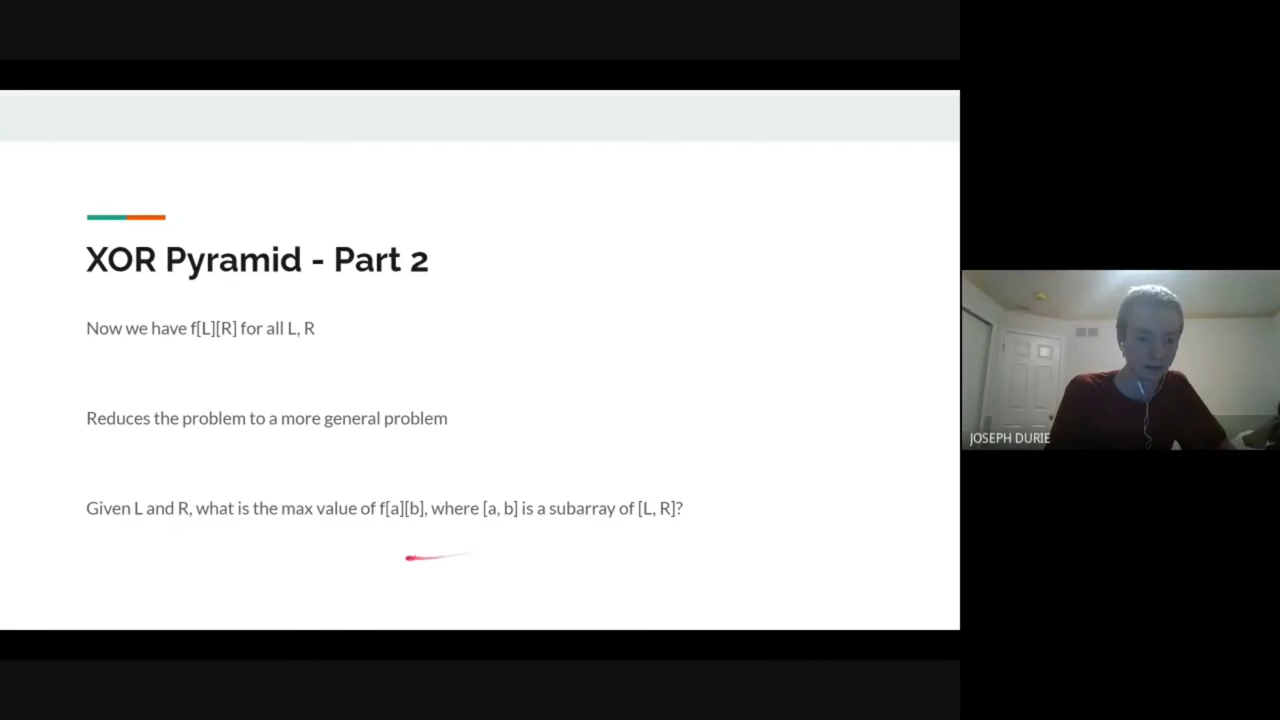 XOR Pyramid - Part 2
Now we have f[L][R] for all L, R
Reduces the problem to a more general problem
Given L and R, what is the max value of f[a][b], where [a, b] is a subarray of [L, R]?
JOSEPH DURIE